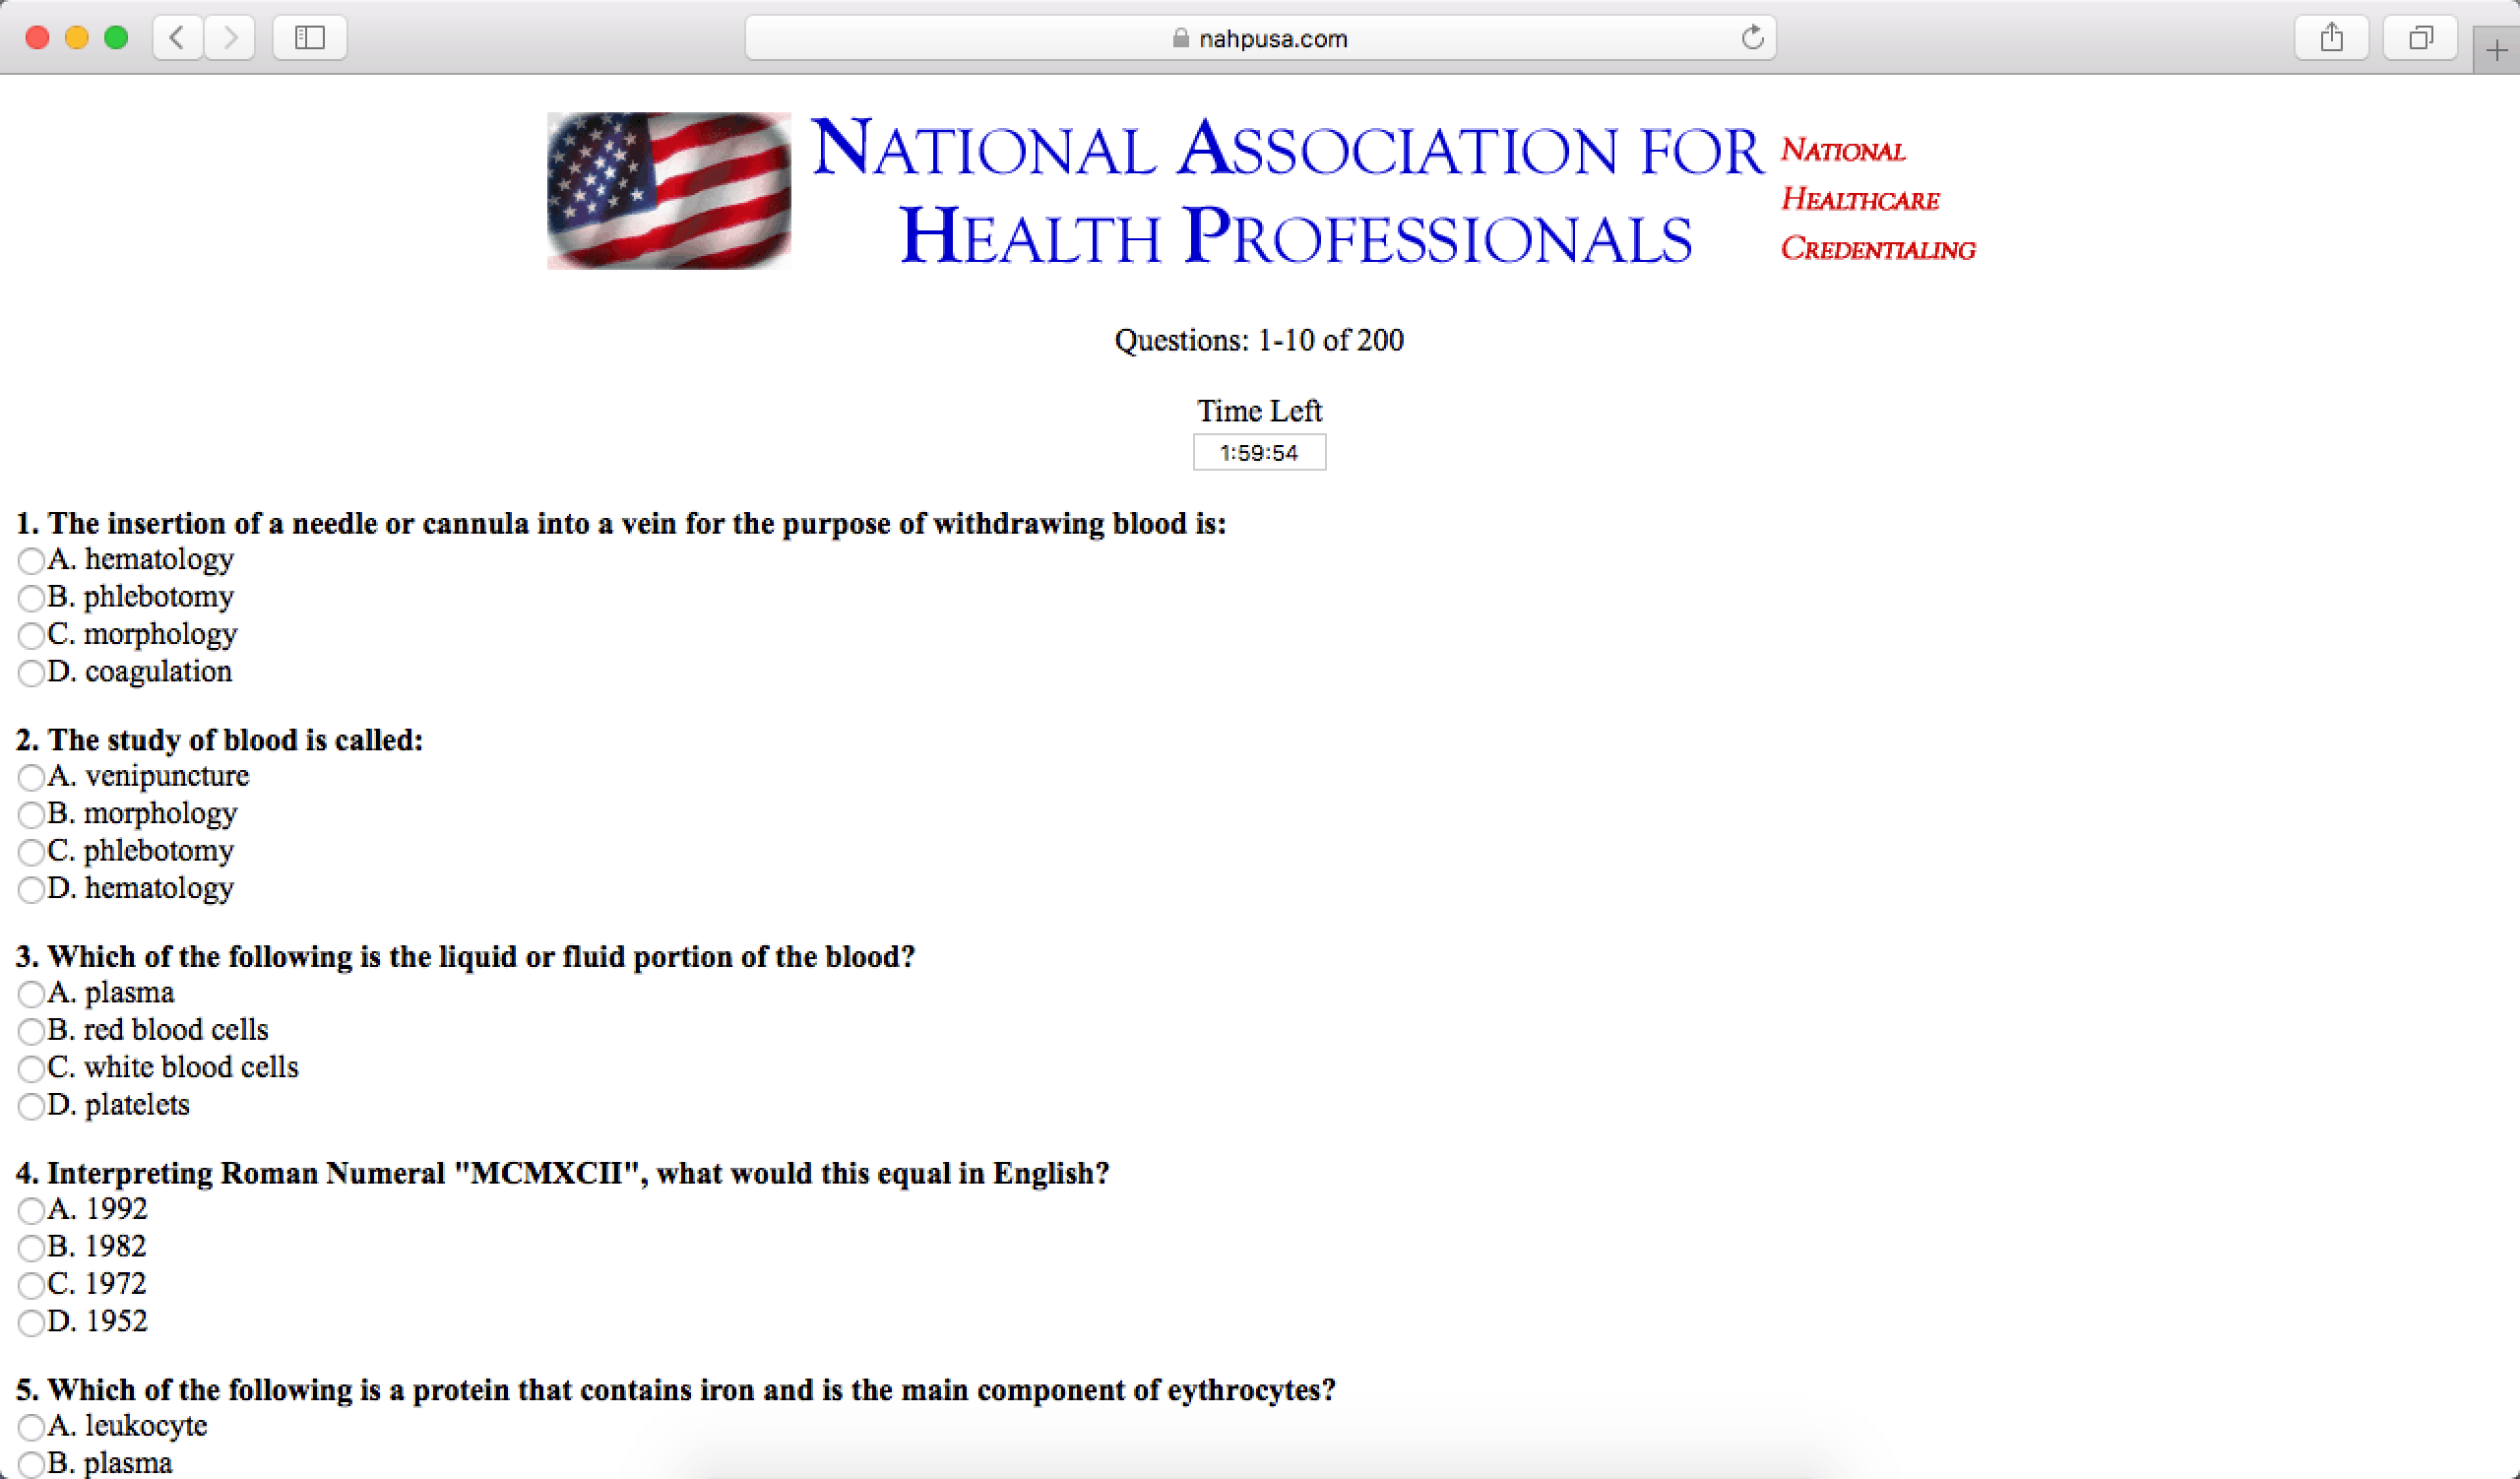 nahpusa.com
NATIONAL ASSOCIATION FOR
HEALTH PROFESSIONALS
NATIONAL
HEALTHCARE
CREDENTIALING
Questions: 1-10 of 200
Time Left
1:59:54
1. The insertion of a needle or cannula into a vein for the purpose of withdrawing blood is:
A. hematology
B. phlebotomy
C. morphology
D. coagulation
2. The study of blood is called:
A. venipuncture
B. morphology
C. phlebotomy
D. hematology
3. Which of the following is the liquid or fluid portion of the blood?
A. plasma
B. red blood cells
C. white blood cells
D. platelets
4. Interpreting Roman Numeral "MCMXCII", what would this equal in English?
A. 1992
B. 1982
C. 1972
D. 1952
5. Which of the following is a protein that contains iron and is the main component of eythrocytes?
A. leukocyte
B. plasma